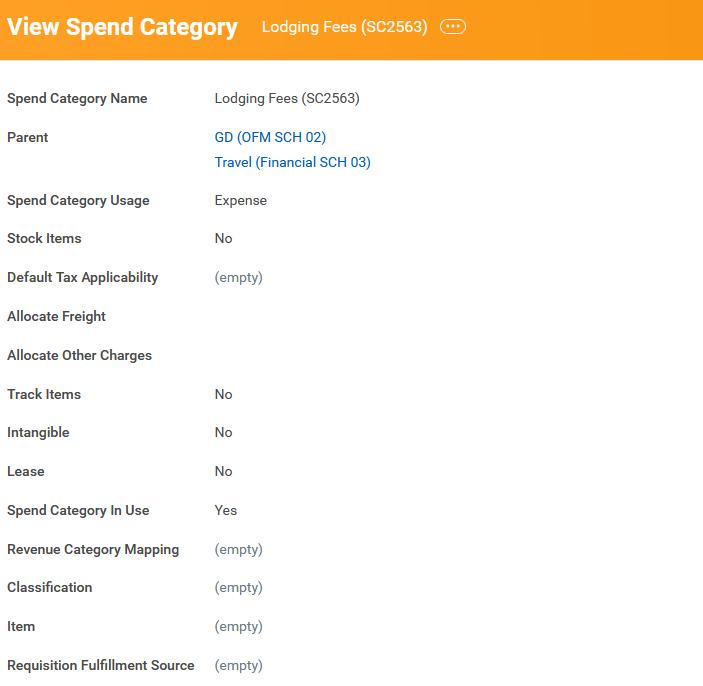 View Spend Category Lodging Fees (SC2563)
Spend Category Name Lodging Fees (SC2563)
Parent GD (OFM SCH 02)
Travel (Financial SCH 03)
Spend Category Usage Expense
Stock Items No
Default Tax Applicability (empty)
Allocate Freight
Allocate Other Charges
Track Items No
Intangible No
Lease No
Spend Category In Use Yes
Revenue Category Mapping (empty)
Classification (empty)
Item (empty)
Requisition Fulfillment Source (empty)